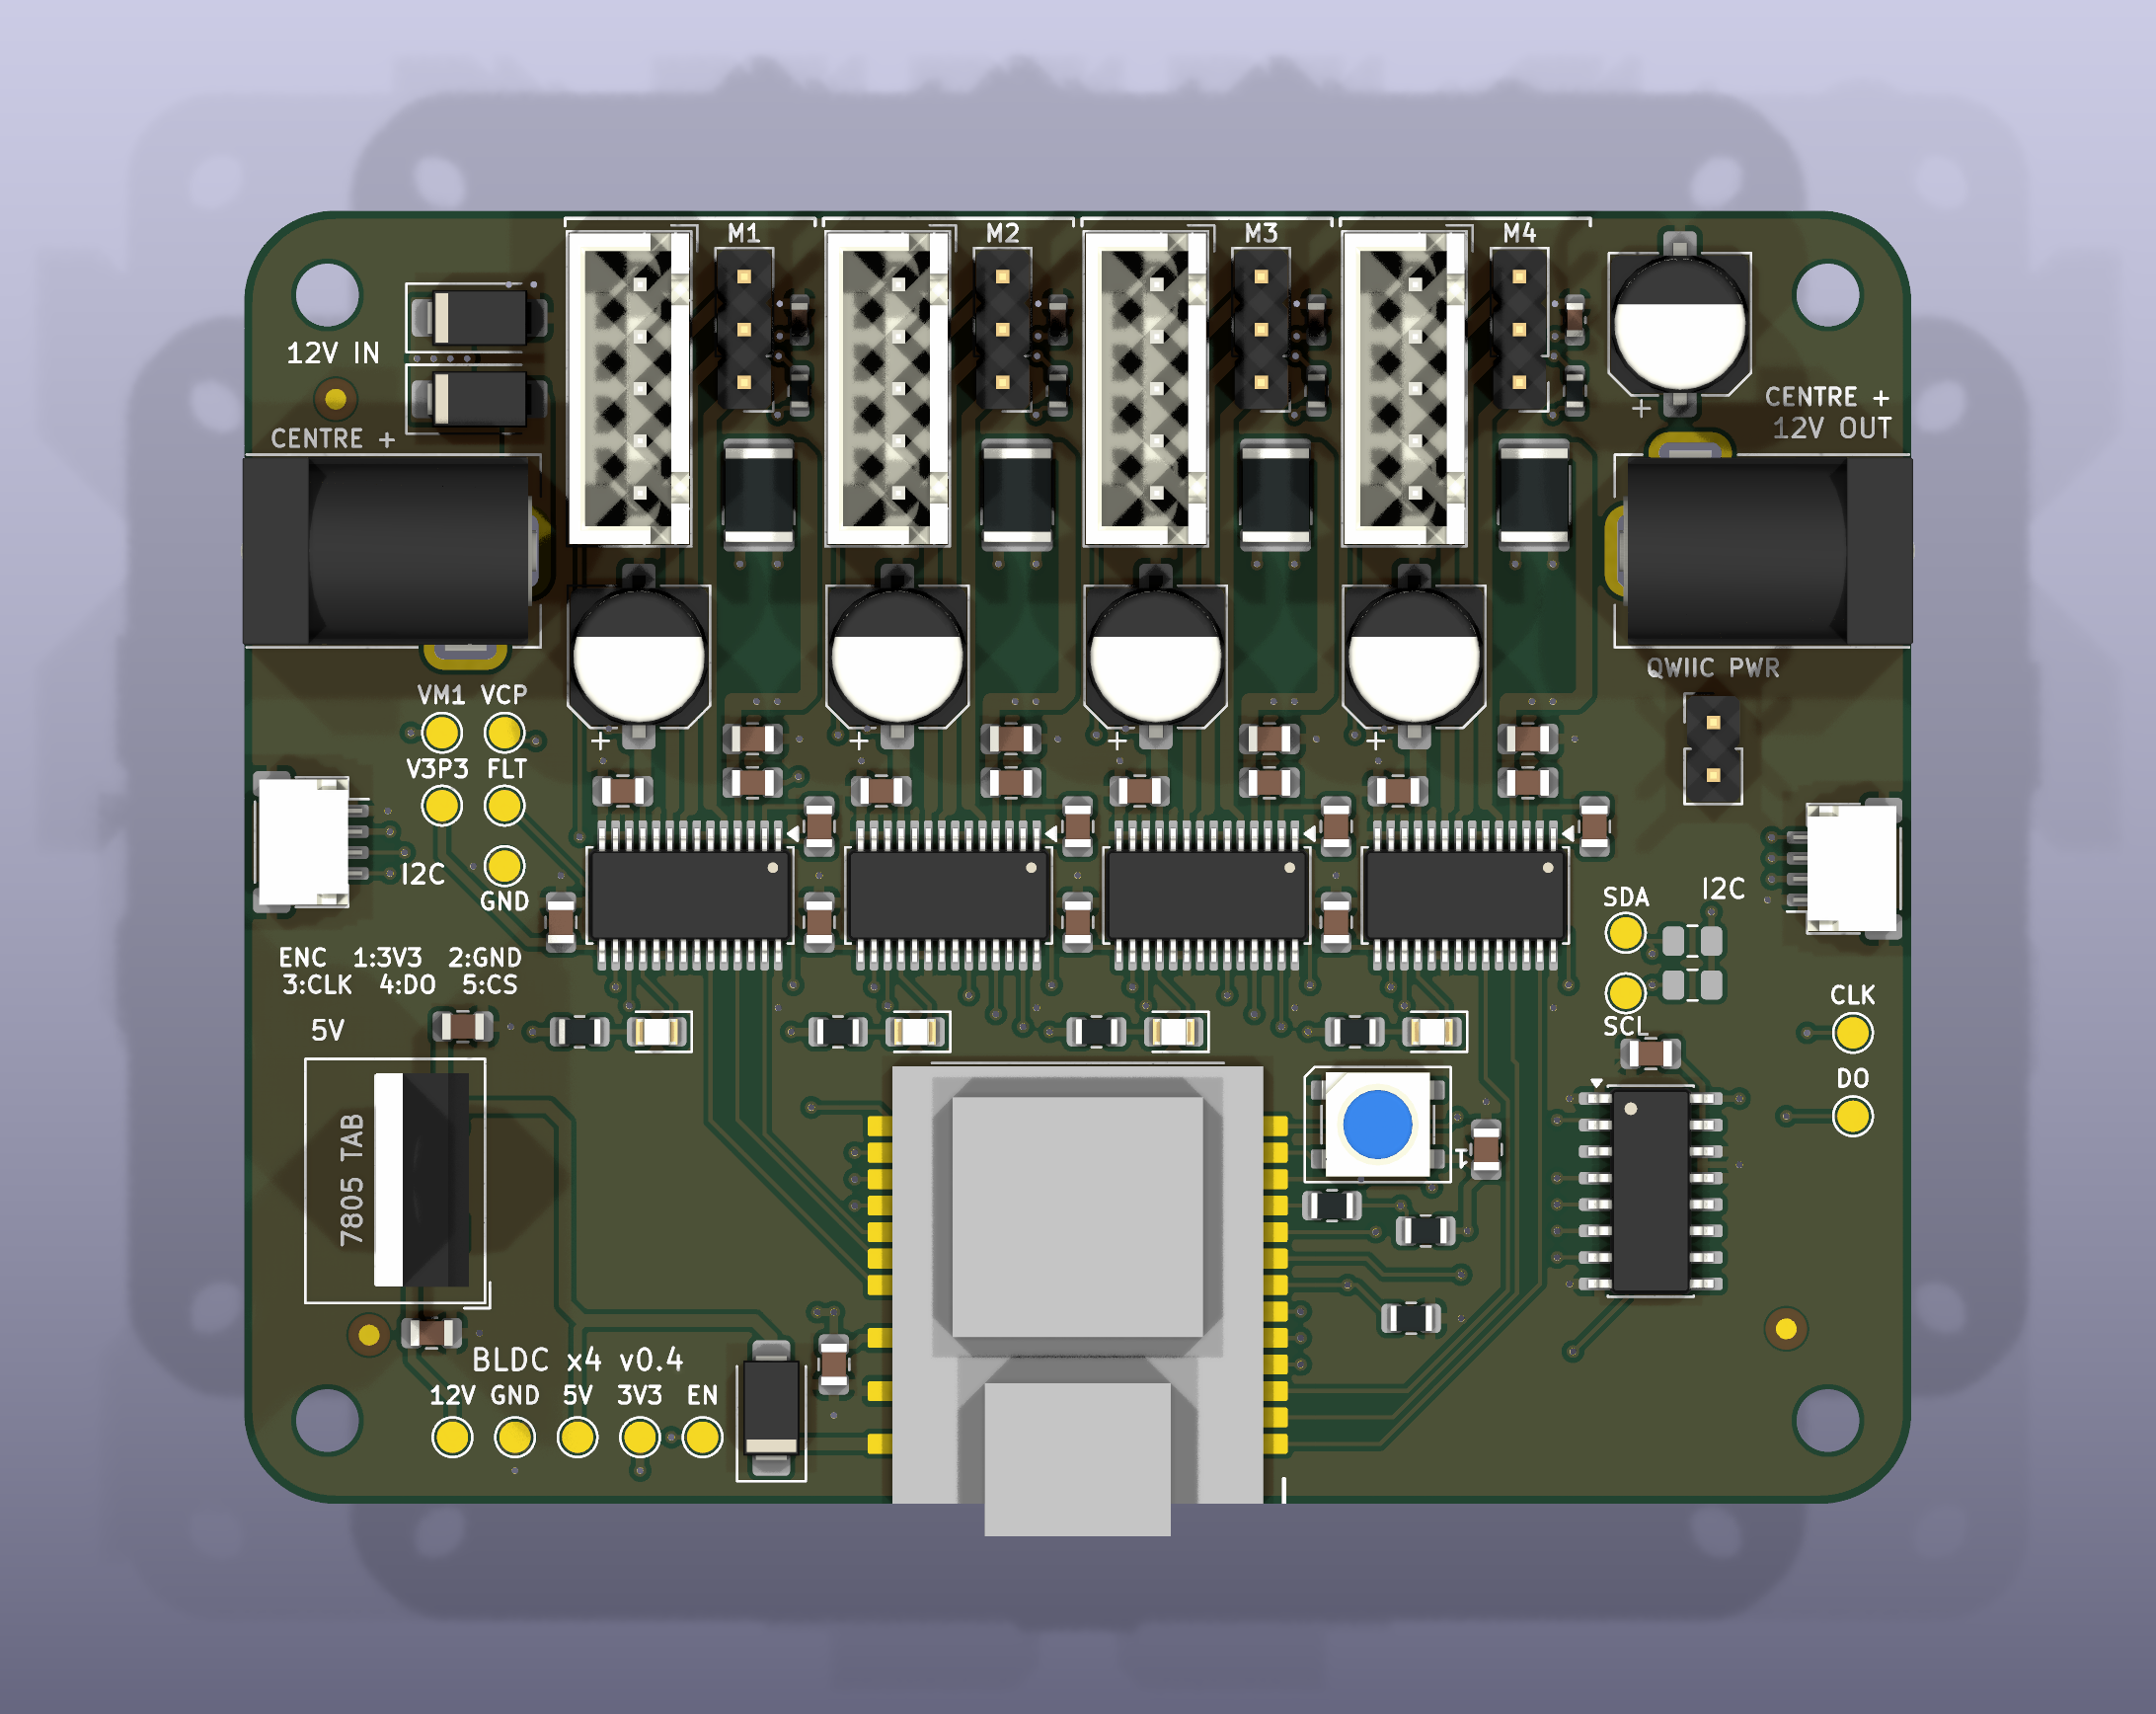 M1
M2
M3
M4
12V IN
CENTRE +
CENTRE +
12V OUT
QWIIC PWR
VM1 VCP
V3P3 FLT
I2C
GND
SDA
I2C
SCL
CLK
DO
ENC 1:3V3 2:GND
3:CLK 4:DO 5:CS
5V
7805 TAB
1
BLDC x4 v0.4
12V GND 5V 3V3 EN
+
+
+
+
+